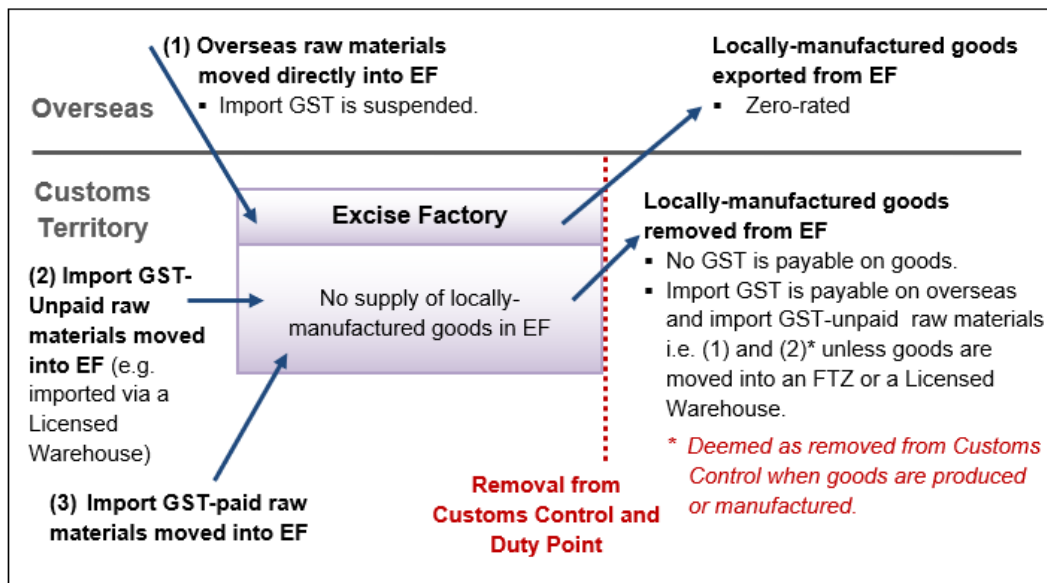 (1) Overseas raw materials
moved directly into EF
▪ Import GST is suspended.
Locally-manufactured goods
exported from EF
▪ Zero-rated
Overseas
Customs
Territory
Excise Factory
No supply of locally-
manufactured goods in EF
(2) Import GST-
Unpaid raw
materials moved
into EF (e.g.
imported via a
Licensed
Warehouse)
(3) Import GST-paid raw
materials moved into EF
Locally-manufactured goods
removed from EF
▪ No GST is payable on goods.
▪ Import GST is payable on overseas
and import GST-unpaid raw materials
i.e. (1) and (2)* unless goods are
moved into an FTZ or a Licensed
Warehouse.
* Deemed as removed from Customs
Control when goods are produced
or manufactured.
Removal from
Customs Control and
Duty Point